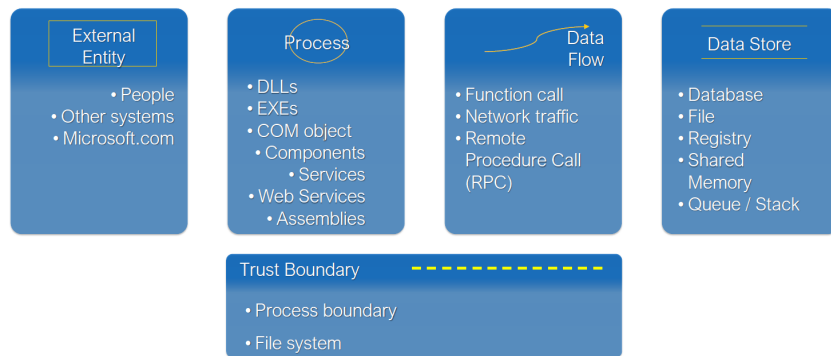 External
Entity
• People
• Other systems
• Microsoft.com
Process
• DLLs
• EXEs
• COM object
• Components
• Services
• Web Services
• Assemblies
Data
Flow
• Function call
• Network traffic
• Remote
Procedure Call
(RPC)
Data Store
• Database
• File
• Registry
• Shared
Memory
• Queue / Stack
Trust Boundary
• Process boundary
• File system